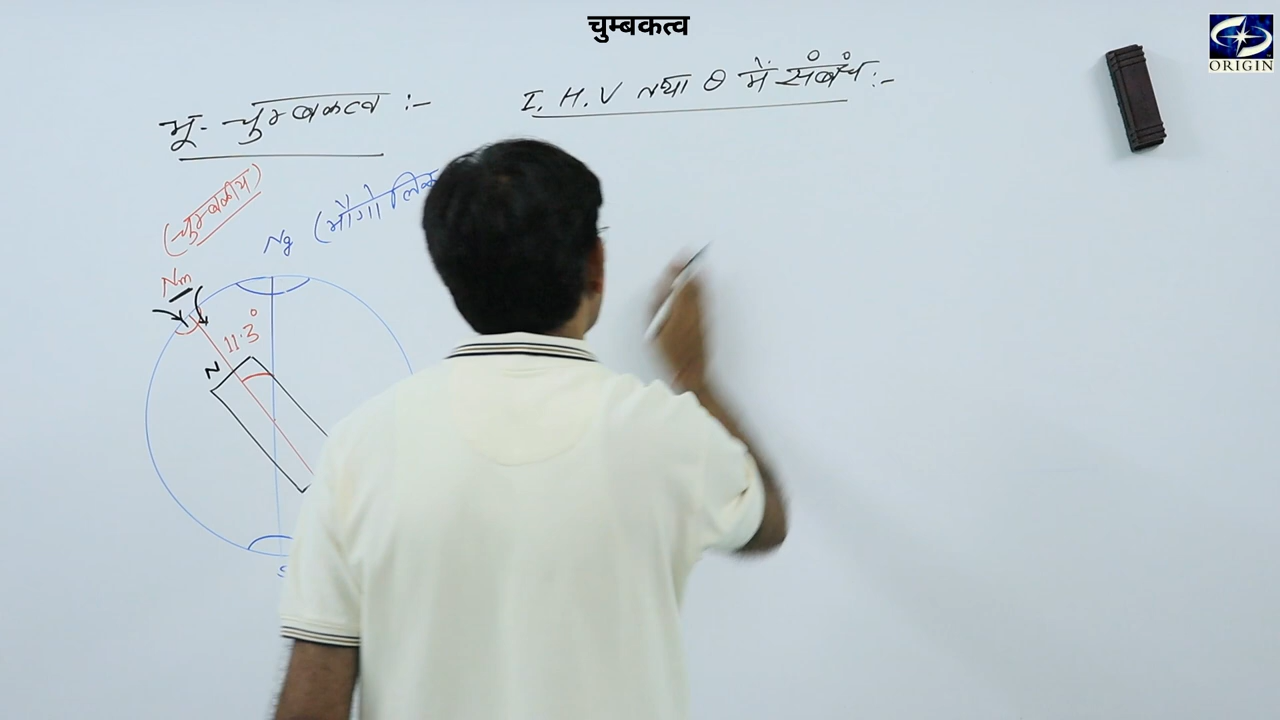 चुम्बकत्व
ORIGIN
भू- चुम्बकत्व :-
I. H. V तथा θ में संबंध :-
(चुम्बकीय)
(भौगोलिक
Ng
Nm
11.3°
N
S